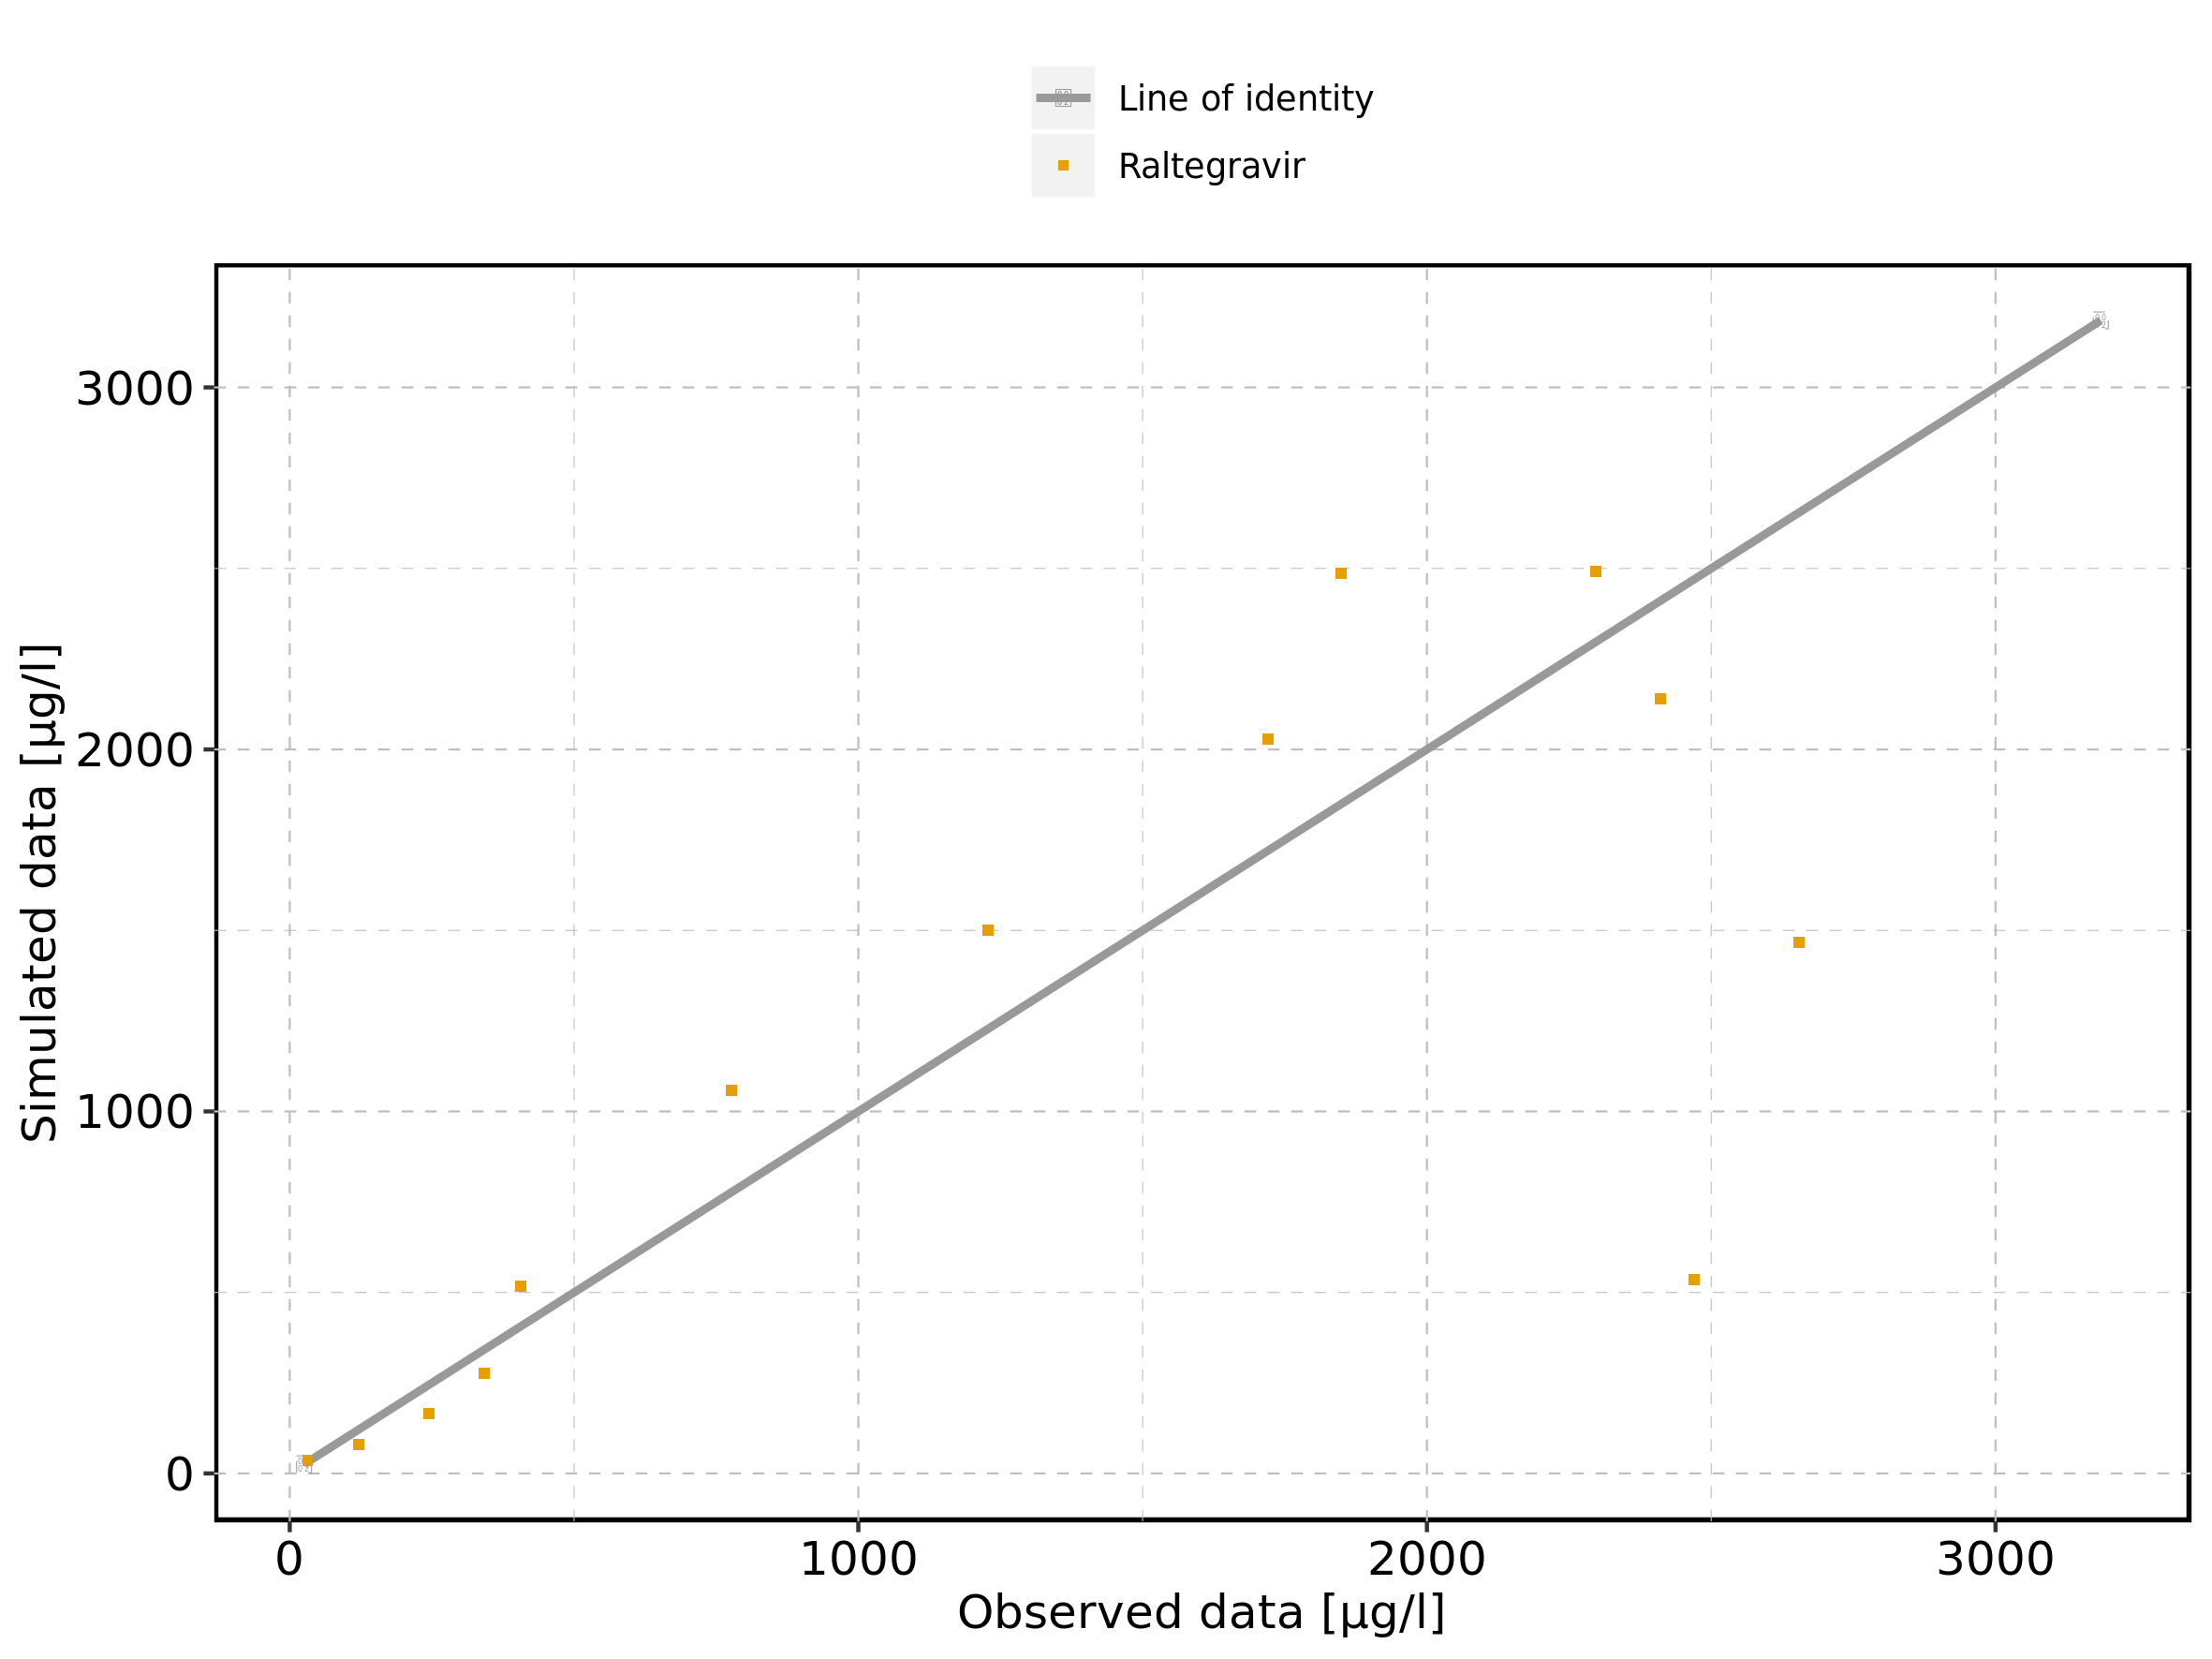 Line of identity
Raltegravir
3000
2000
1000
0
Simulated data [µg/l]
0 1000 2000 3000
Observed data [µg/l]